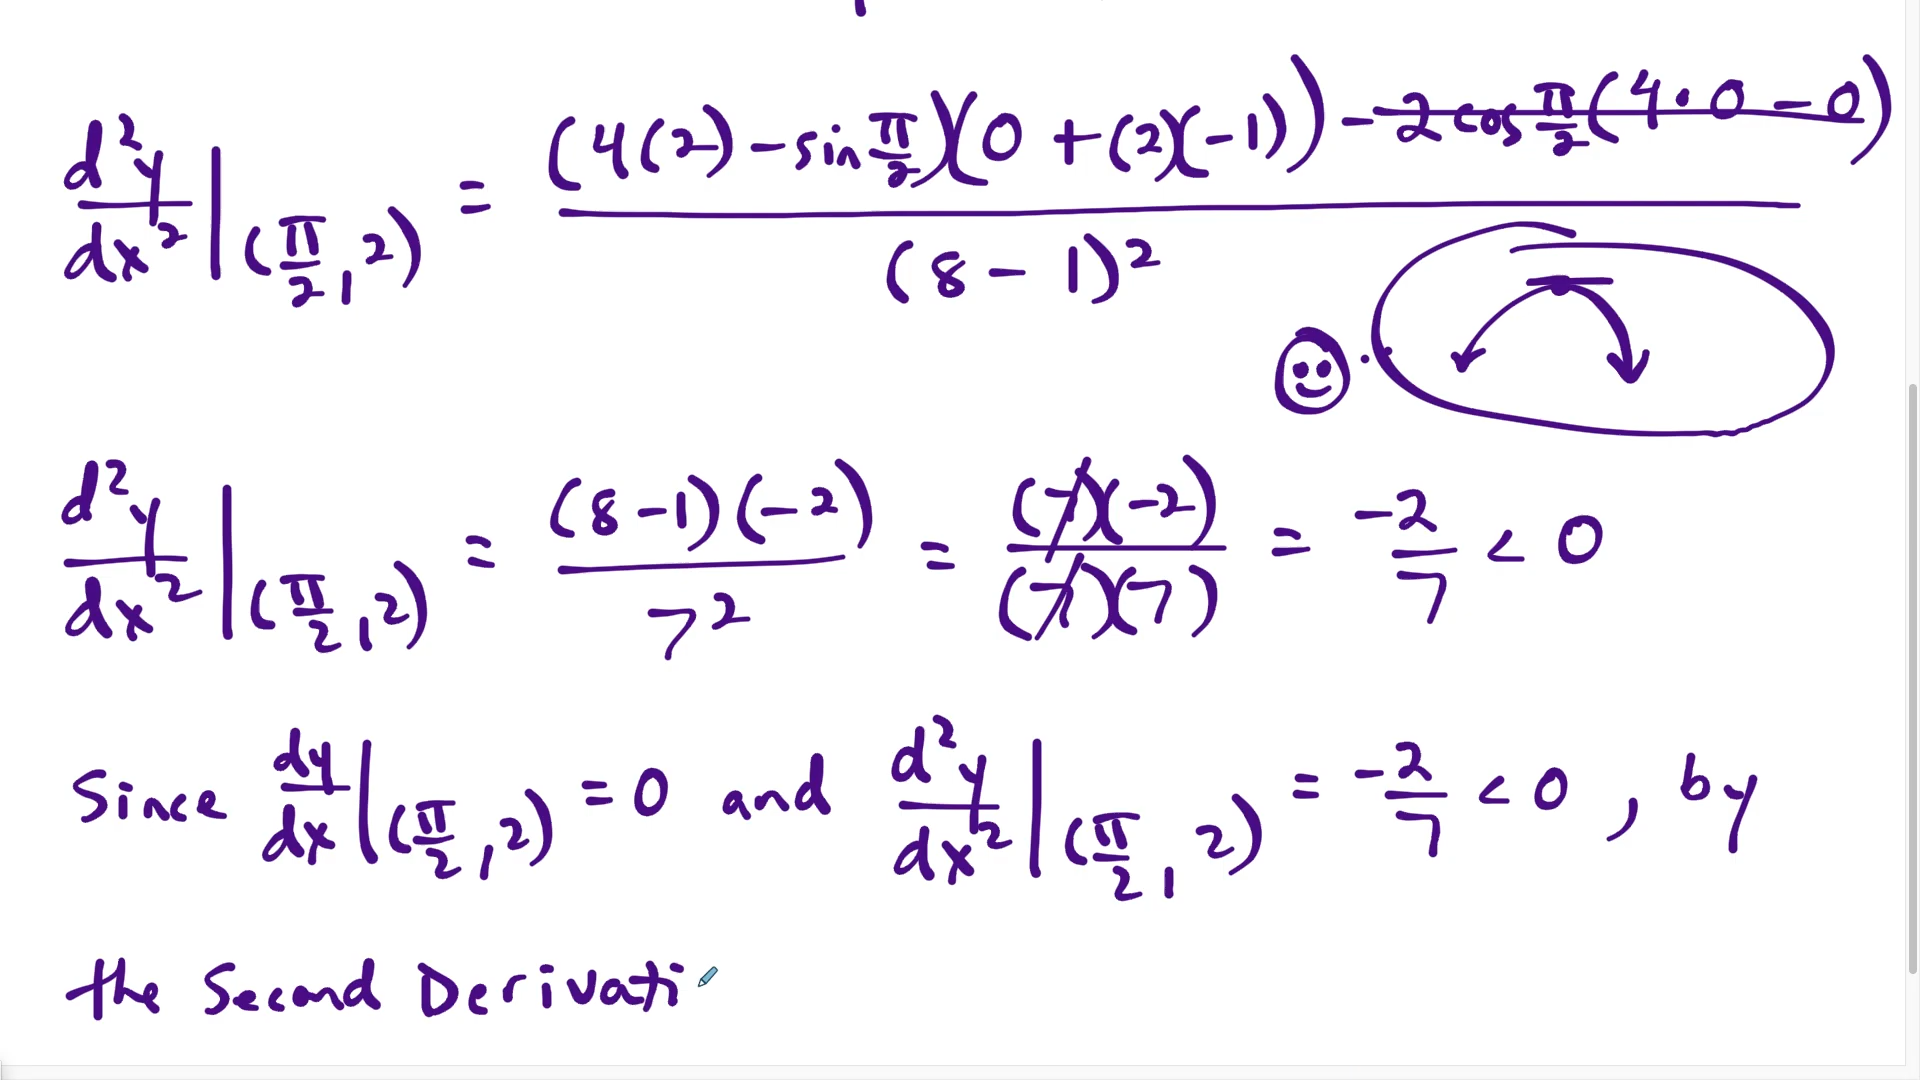 d²y/dx² |(π/2, 2) = (4(2) - sin π/2)(0 + (2)(-1)) - 2 cos π/2 (4 · 0 - 0) / (8 - 1)²
d²y/dx² |(π/2, 2) = (8 - 1)(-2) / 7² = (7)(-2) / (7)(7) = -2/7 < 0
Since dy/dx |(π/2, 2) = 0 and d²y/dx² |(π/2, 2) = -2/7 < 0, by
the Second Derivati